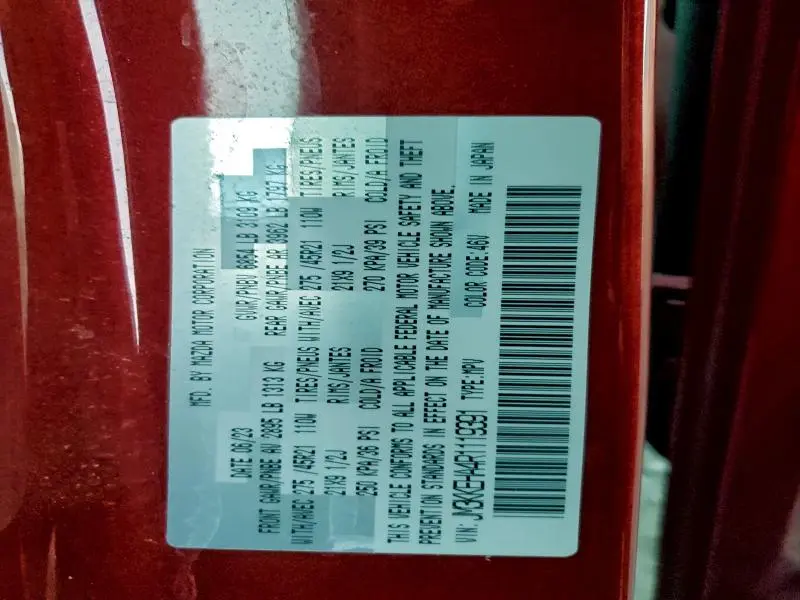 MFD. BY MAZDA MOTOR CORPORATION
DATE 06/23 GVWR/PNBV 6854 LB 3109 KG
FRONT GAWR/PNBE AV 2895 LB 1313 KG REAR GAWR/PNBE AR 3962 LB 1797 KG
WITH/AVEC 275 /45R21 110W TIRES/PNEUS WITH/AVEC 275 /45R21 110W TIRES/PNEUS
21X9 1/2J RIMS/JANTES 21X9 1/2J RIMS/JANTES
250 KPA/36 PSI COLD/A FROID 270 KPA/39 PSI COLD/A FROID
THIS VEHICLE CONFORMS TO ALL APPLICABLE FEDERAL MOTOR VEHICLE SAFETY AND THEFT
PREVENTION STANDARDS IN EFFECT ON THE DATE OF MANUFACTURE SHOWN ABOVE.
VIN: JM3KKEHA4R1119391 TYPE:MPV COLOR CODE:46V MADE IN JAPAN